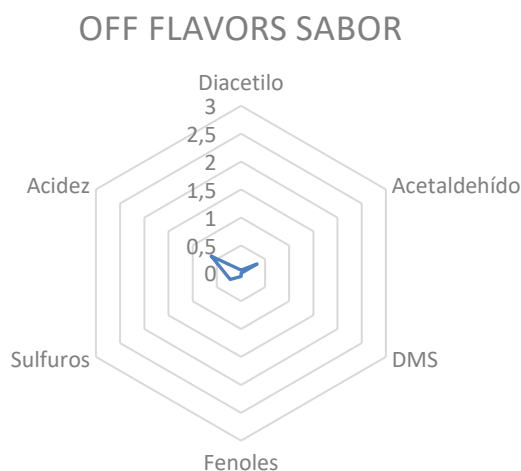 OFF FLAVORS SABOR
Diacetilo
3
2,5
2
1,5
1
0,5
0
Acidez
Acetaldehído
Sulfuros
DMS
Fenoles